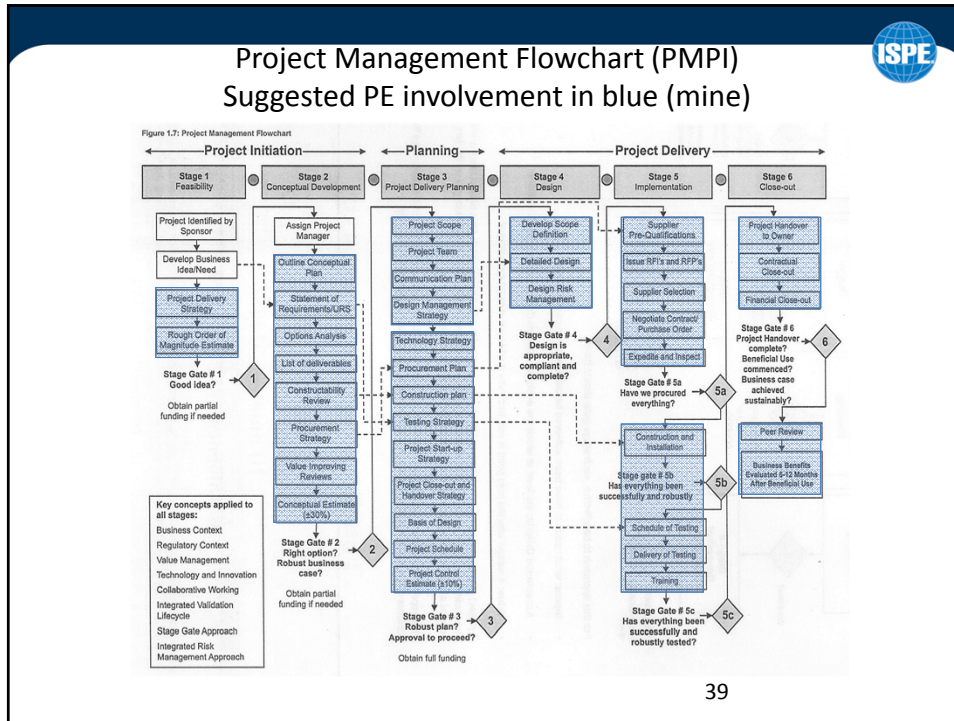 Project Management Flowchart (PMPI)
Suggested PE involvement in blue (mine)
ISPE.
Figure 1.7: Project Management Flowchart
Project Initiation
Planning
Project Delivery
Stage 1
Feasibility
Stage 2
Conceptual Development
Stage 3
Project Delivery Planning
Stage 4
Design
Stage 5
Implementation
Stage 6
Close-out
Project Identified by
Sponsor
Develop Business
Idea/Need
Project Delivery
Strategy
Rough Order of
Magnitude Estimate
Stage Gate # 1
Good idea?
1
Obtain partial
funding if needed
Key concepts applied to
all stages:
Business Context
Regulatory Context
Value Management
Technology and Innovation
Collaborative Working
Integrated Validation
Lifecycle
Stage Gate Approach
Integrated Risk
Management Approach
Assign Project
Manager
Outline Conceptual
Plan
Statement of
Requirements/URS
Options Analysis
List of deliverables
Constructability
Review
Procurement
Strategy
Value Improving
Reviews
Conceptual Estimate
(±30%)
Stage Gate # 2
Right option?
Robust business
case?
2
Obtain partial
funding if needed
Project Scope
Project Team
Communication Plan
Design Management
Strategy
Technology Strategy
Procurement Plan
Construction plan
Testing Strategy
Project Start-up
Strategy
Project Close-out and
Handover Strategy
Basis of Design
Project Schedule
Project Control
Estimate (±10%)
Stage Gate # 3
Robust plan?
Approval to proceed?
3
Obtain full funding
Develop Scope
Definition
Detailed Design
Design Risk
Management
Stage Gate # 4
Design is
appropriate,
compliant and
complete?
4
Supplier
Pre-Qualifications
Issue RFI's and RFP's
Supplier Selection
Negotiate Contract/
Purchase Order
Expedite and Inspect
Stage Gate # 5a
Have we procured
everything?
5a
Construction and
Installation
Stage gate # 5b
Has everything been
successfully and robustly
5b
Schedule of Testing
Delivery of Testing
Training
Stage Gate # 5c
Has everything been
successfully and
robustly tested?
5c
Project Handover
to Owner
Contractual
Close-out
Financial Close-out
Stage Gate # 6
Project Handover
complete?
Beneficial Use
commenced?
Business case
achieved
sustainably?
6
Peer Review
Business Benefits
Evaluated 6-12 Months
After Beneficial Use
39